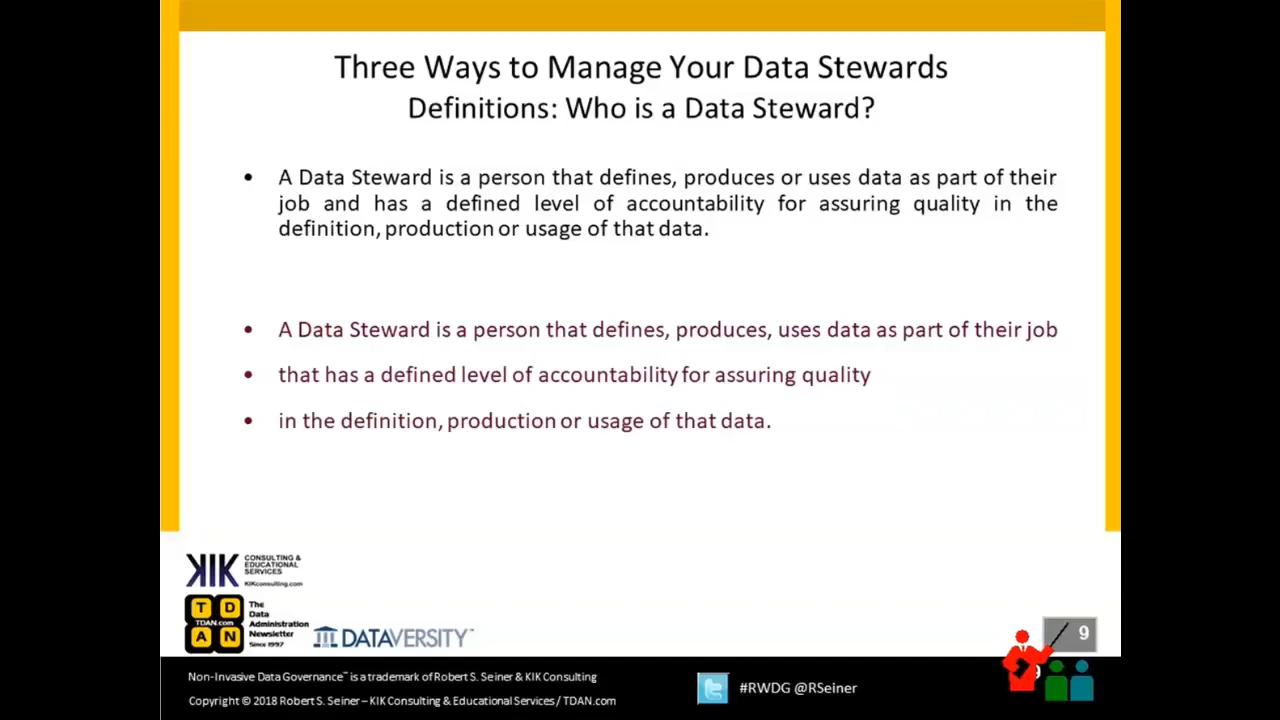 Three Ways to Manage Your Data Stewards
Definitions: Who is a Data Steward?
• A Data Steward is a person that defines, produces or uses data as part of their
job and has a defined level of accountability for assuring quality in the
definition, production or usage of that data.
• A Data Steward is a person that defines, produces, uses data as part of their job
• that has a defined level of accountability for assuring quality
• in the definition, production or usage of that data.
KIK
CONSULTING &
EDUCATIONAL
SERVICES
KIKconsulting.com
T D
TDAN.com
A N
The
Data
Administration
Newsletter
Since 1997
DATAVERSITY™
9
9
Non-Invasive Data Governance™ is a trademark of Robert S. Seiner & KIK Consulting
Copyright © 2018 Robert S. Seiner – KIK Consulting & Educational Services / TDAN.com
#RWDG @RSeiner